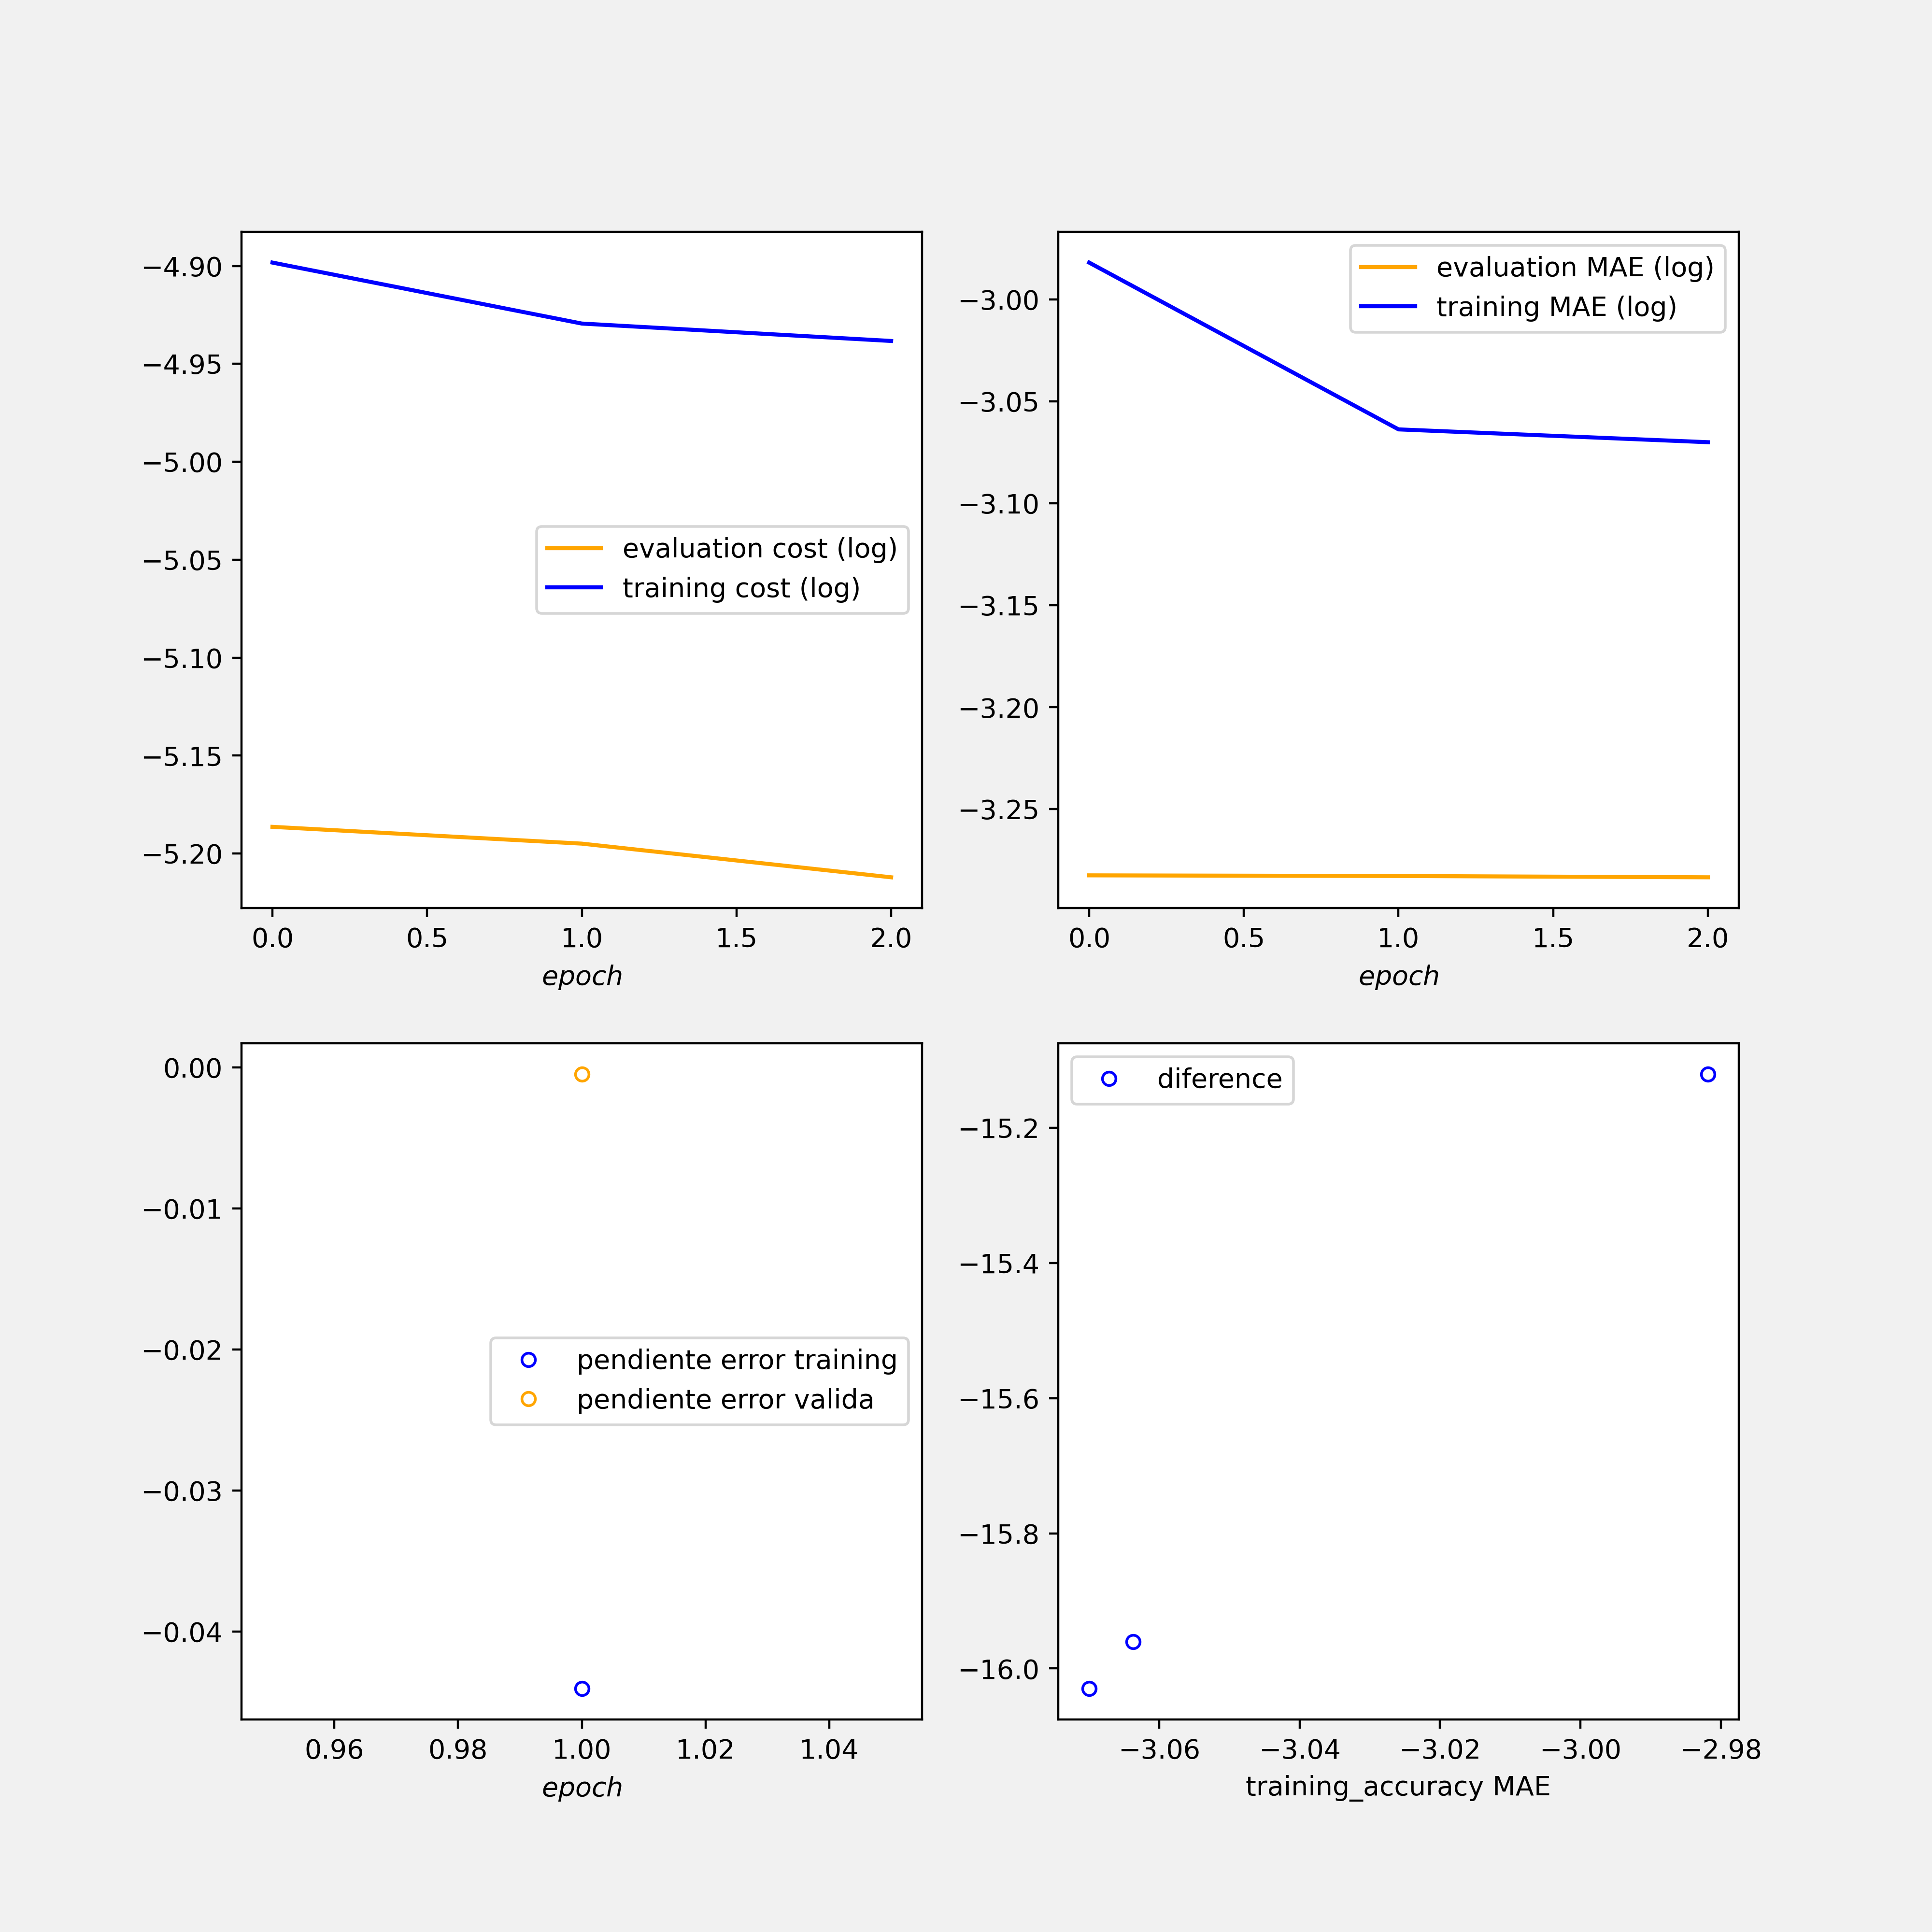 −4.90
−4.95
−5.00
−5.05
−5.10
−5.15
−5.20
evaluation cost (log)
training cost (log)
0.0 0.5 1.0 1.5 2.0
epoch
−3.00
−3.05
−3.10
−3.15
−3.20
−3.25
evaluation MAE (log)
training MAE (log)
0.0 0.5 1.0 1.5 2.0
epoch
0.00
−0.01
−0.02
−0.03
−0.04
pendiente error training
pendiente error valida
0.96 0.98 1.00 1.02 1.04
epoch
diference
−15.2
−15.4
−15.6
−15.8
−16.0
−3.06 −3.04 −3.02 −3.00 −2.98
training_accuracy MAE